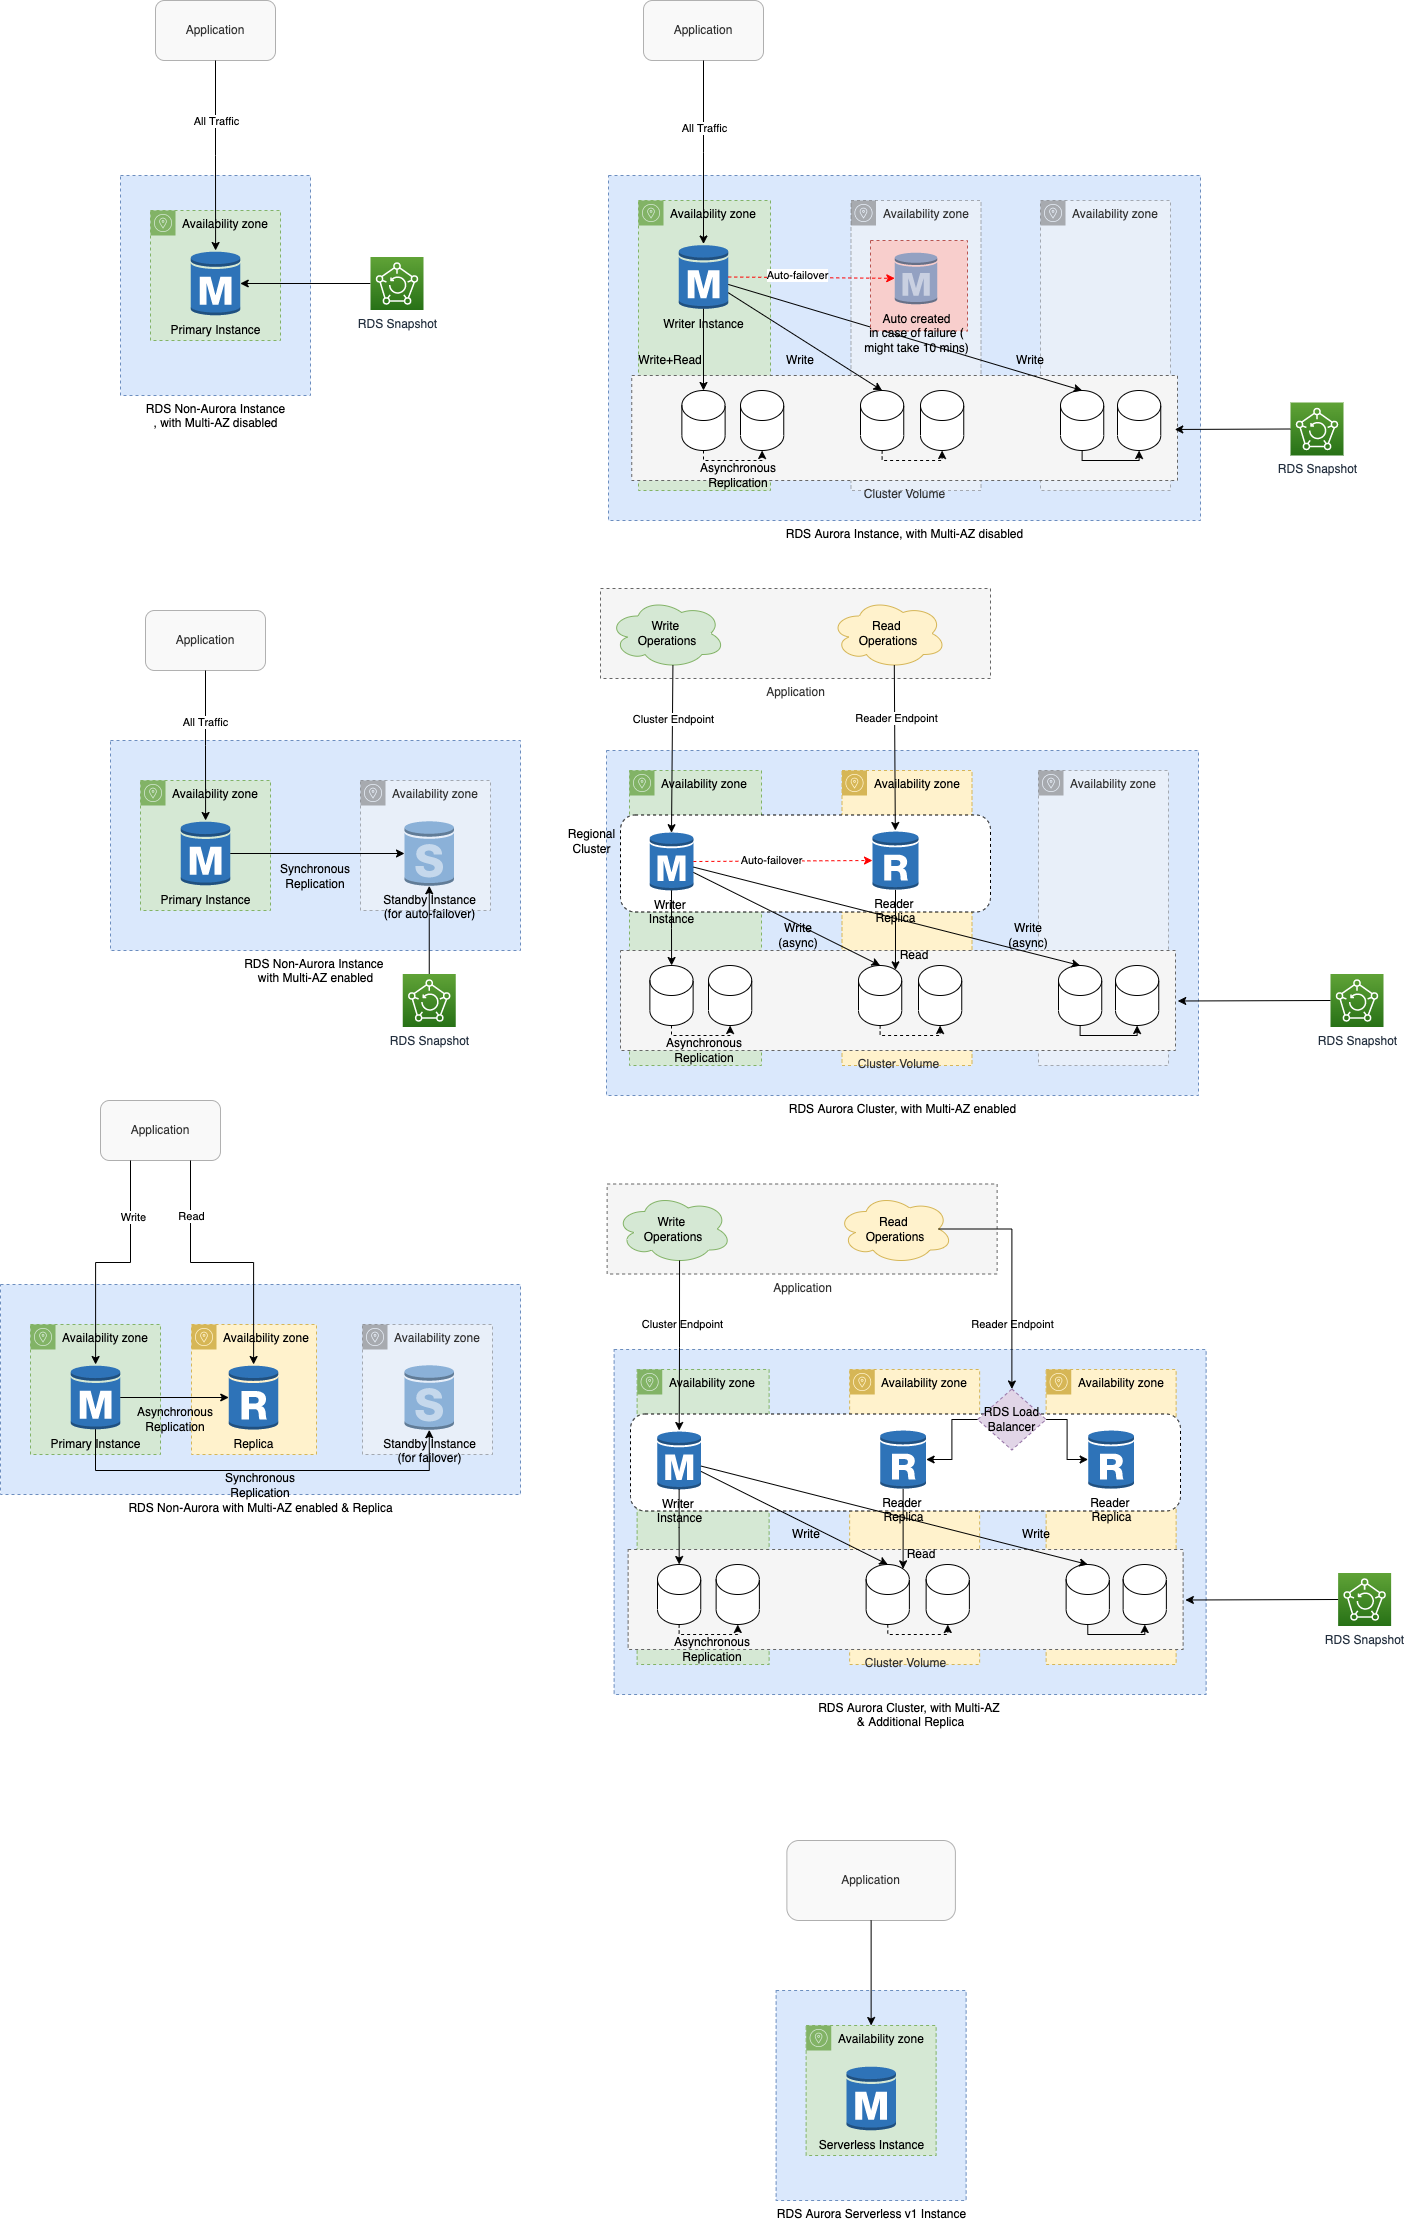 Application
All Traffic
Availability zone
Primary Instance
RDS Snapshot
RDS Non-Aurora Instance
, with Multi-AZ disabled
Application
All Traffic
Availability zone
Availability zone
Availability zone
M
M
M
Auto-failover
Writer Instance
Auto created
in case of failure (
might take 10 mins)
Write+Read
Write
Write
Asynchronous
Replication
Cluster Volume
RDS Snapshot
RDS Aurora Instance, with Multi-AZ disabled
Application
All Traffic
Availability zone
Availability zone
M
S
Synchronous
Replication
Primary Instance
Standby Instance
(for auto-failover)
RDS Non-Aurora Instance
with Multi-AZ enabled
RDS Snapshot
Write
Operations
Read
Operations
Application
Cluster Endpoint
Reader Endpoint
Availability zone
Availability zone
Availability zone
Regional
Cluster
M
Auto-failover
R
Writer
Instance
Reader
Replica
Write
(async)
Write
(async)
Read
Asynchronous
Replication
Cluster Volume
RDS Snapshot
RDS Aurora Cluster, with Multi-AZ enabled
Application
Write
Read
Availability zone
Availability zone
Availability zone
M
R
S
Asynchronous
Replication
Primary Instance
Replica
Standby Instance
(for failover)
Synchronous
Replication
RDS Non-Aurora with Multi-AZ enabled & Replica
Write
Operations
Read
Operations
Application
Cluster Endpoint
Reader Endpoint
Availability zone
Availability zone
Availability zone
RDS Load
Balancer
M
R
R
Writer
Instance
Reader
Replica
Reader
Replica
Write
Write
Read
Asynchronous
Replication
Cluster Volume
RDS Snapshot
RDS Aurora Cluster, with Multi-AZ
& Additional Replica
Application
Availability zone
M
Serverless Instance
RDS Aurora Serverless v1 Instance